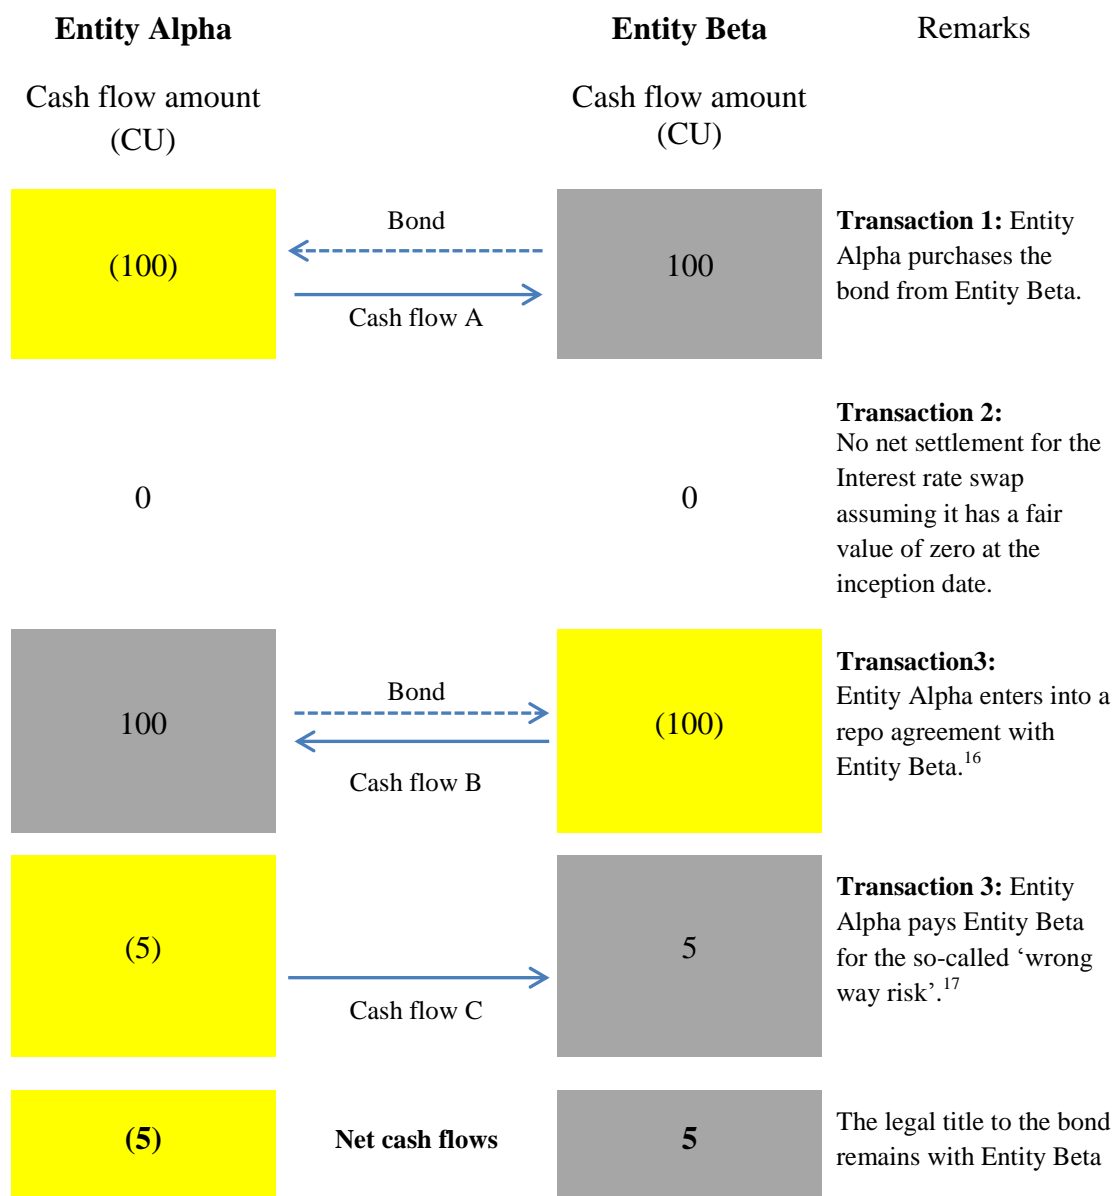 Entity Alpha
Entity Beta
Remarks
Cash flow amount
(CU)
Cash flow amount
(CU)
(100)
Bond
Cash flow A
100
Transaction 1: Entity
Alpha purchases the
bond from Entity Beta.
0
0
Transaction 2:
No net settlement for the
Interest rate swap
assuming it has a fair
value of zero at the
inception date.
100
Bond
Cash flow B
(100)
Transaction3:
Entity Alpha enters into a
repo agreement with
Entity Beta.16
(5)
Cash flow C
5
Transaction 3: Entity
Alpha pays Entity Beta
for the so-called ‘wrong
way risk’.17
(5)
Net cash flows
5
The legal title to the bond
remains with Entity Beta